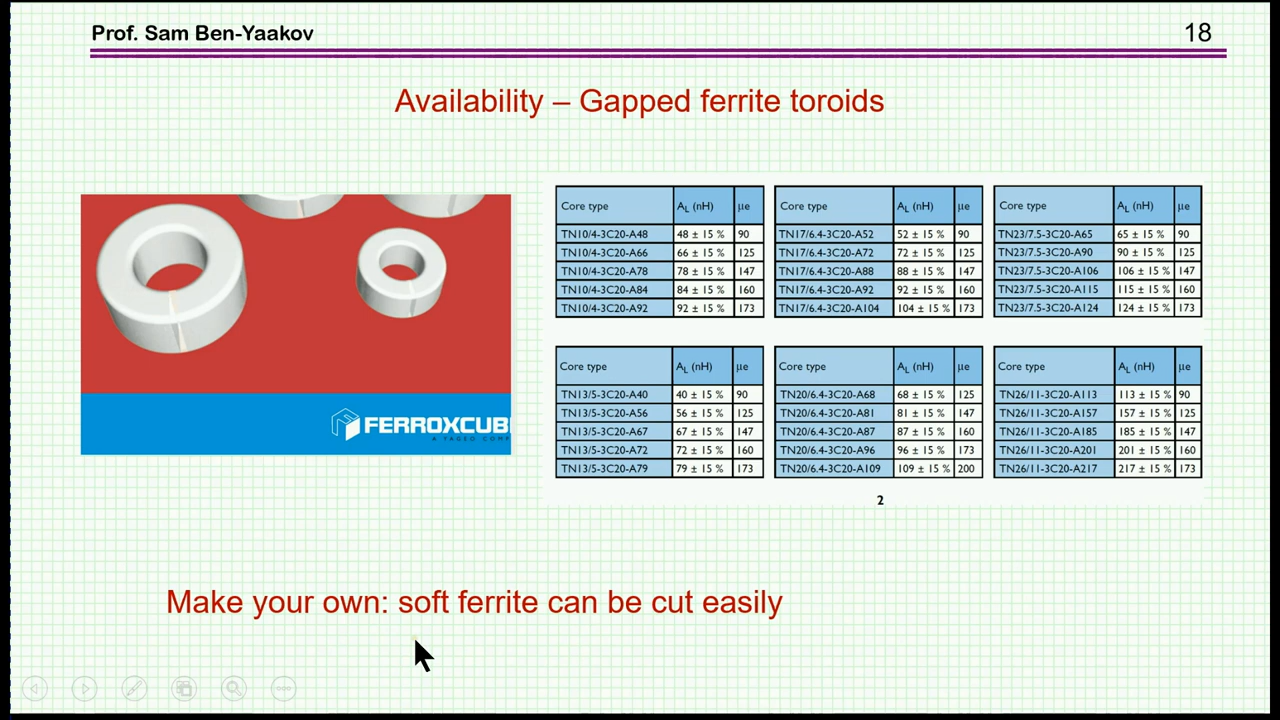 Prof. Sam Ben-Yaakov
18
Availability – Gapped ferrite toroids
FERROXCUB
A YAGEO COMP
Core type AL (nH) μe
TN10/4-3C20-A48 48 ± 15 % 90
TN10/4-3C20-A66 66 ± 15 % 125
TN10/4-3C20-A78 78 ± 15 % 147
TN10/4-3C20-A84 84 ± 15 % 160
TN10/4-3C20-A92 92 ± 15 % 173
Core type AL (nH) μe
TN17/6.4-3C20-A52 52 ± 15 % 90
TN17/6.4-3C20-A72 72 ± 15 % 125
TN17/6.4-3C20-A88 88 ± 15 % 147
TN17/6.4-3C20-A92 92 ± 15 % 160
TN17/6.4-3C20-A104 104 ± 15 % 173
Core type AL (nH) μe
TN23/7.5-3C20-A65 65 ± 15 % 90
TN23/7.5-3C20-A90 90 ± 15 % 125
TN23/7.5-3C20-A106 106 ± 15 % 147
TN23/7.5-3C20-A115 115 ± 15 % 160
TN23/7.5-3C20-A124 124 ± 15 % 173
Core type AL (nH) μe
TN13/5-3C20-A40 40 ± 15 % 90
TN13/5-3C20-A56 56 ± 15 % 125
TN13/5-3C20-A67 67 ± 15 % 147
TN13/5-3C20-A72 72 ± 15 % 160
TN13/5-3C20-A79 79 ± 15 % 173
Core type AL (nH) μe
TN20/6.4-3C20-A68 68 ± 15 % 125
TN20/6.4-3C20-A81 81 ± 15 % 147
TN20/6.4-3C20-A87 87 ± 15 % 160
TN20/6.4-3C20-A96 96 ± 15 % 173
TN20/6.4-3C20-A109 109 ± 15 % 200
Core type AL (nH) μe
TN26/11-3C20-A113 113 ± 15 % 90
TN26/11-3C20-A157 157 ± 15 % 125
TN26/11-3C20-A185 185 ± 15 % 147
TN26/11-3C20-A201 201 ± 15 % 160
TN26/11-3C20-A217 217 ± 15 % 173
2
Make your own: soft ferrite can be cut easily